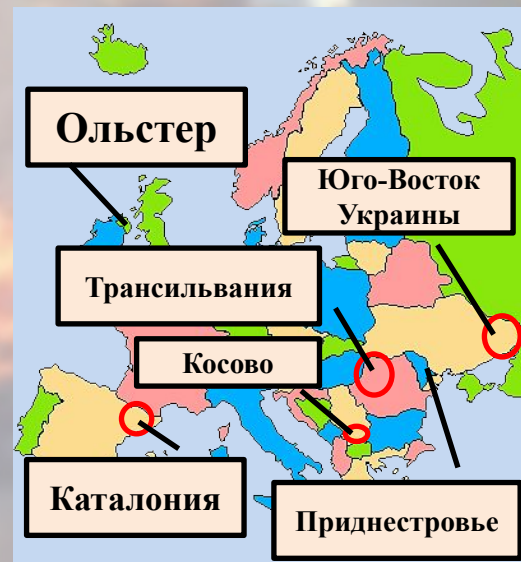 Ольстер
Юго-Восток
Украины
Трансильвания
Косово
Каталония
Приднестровье